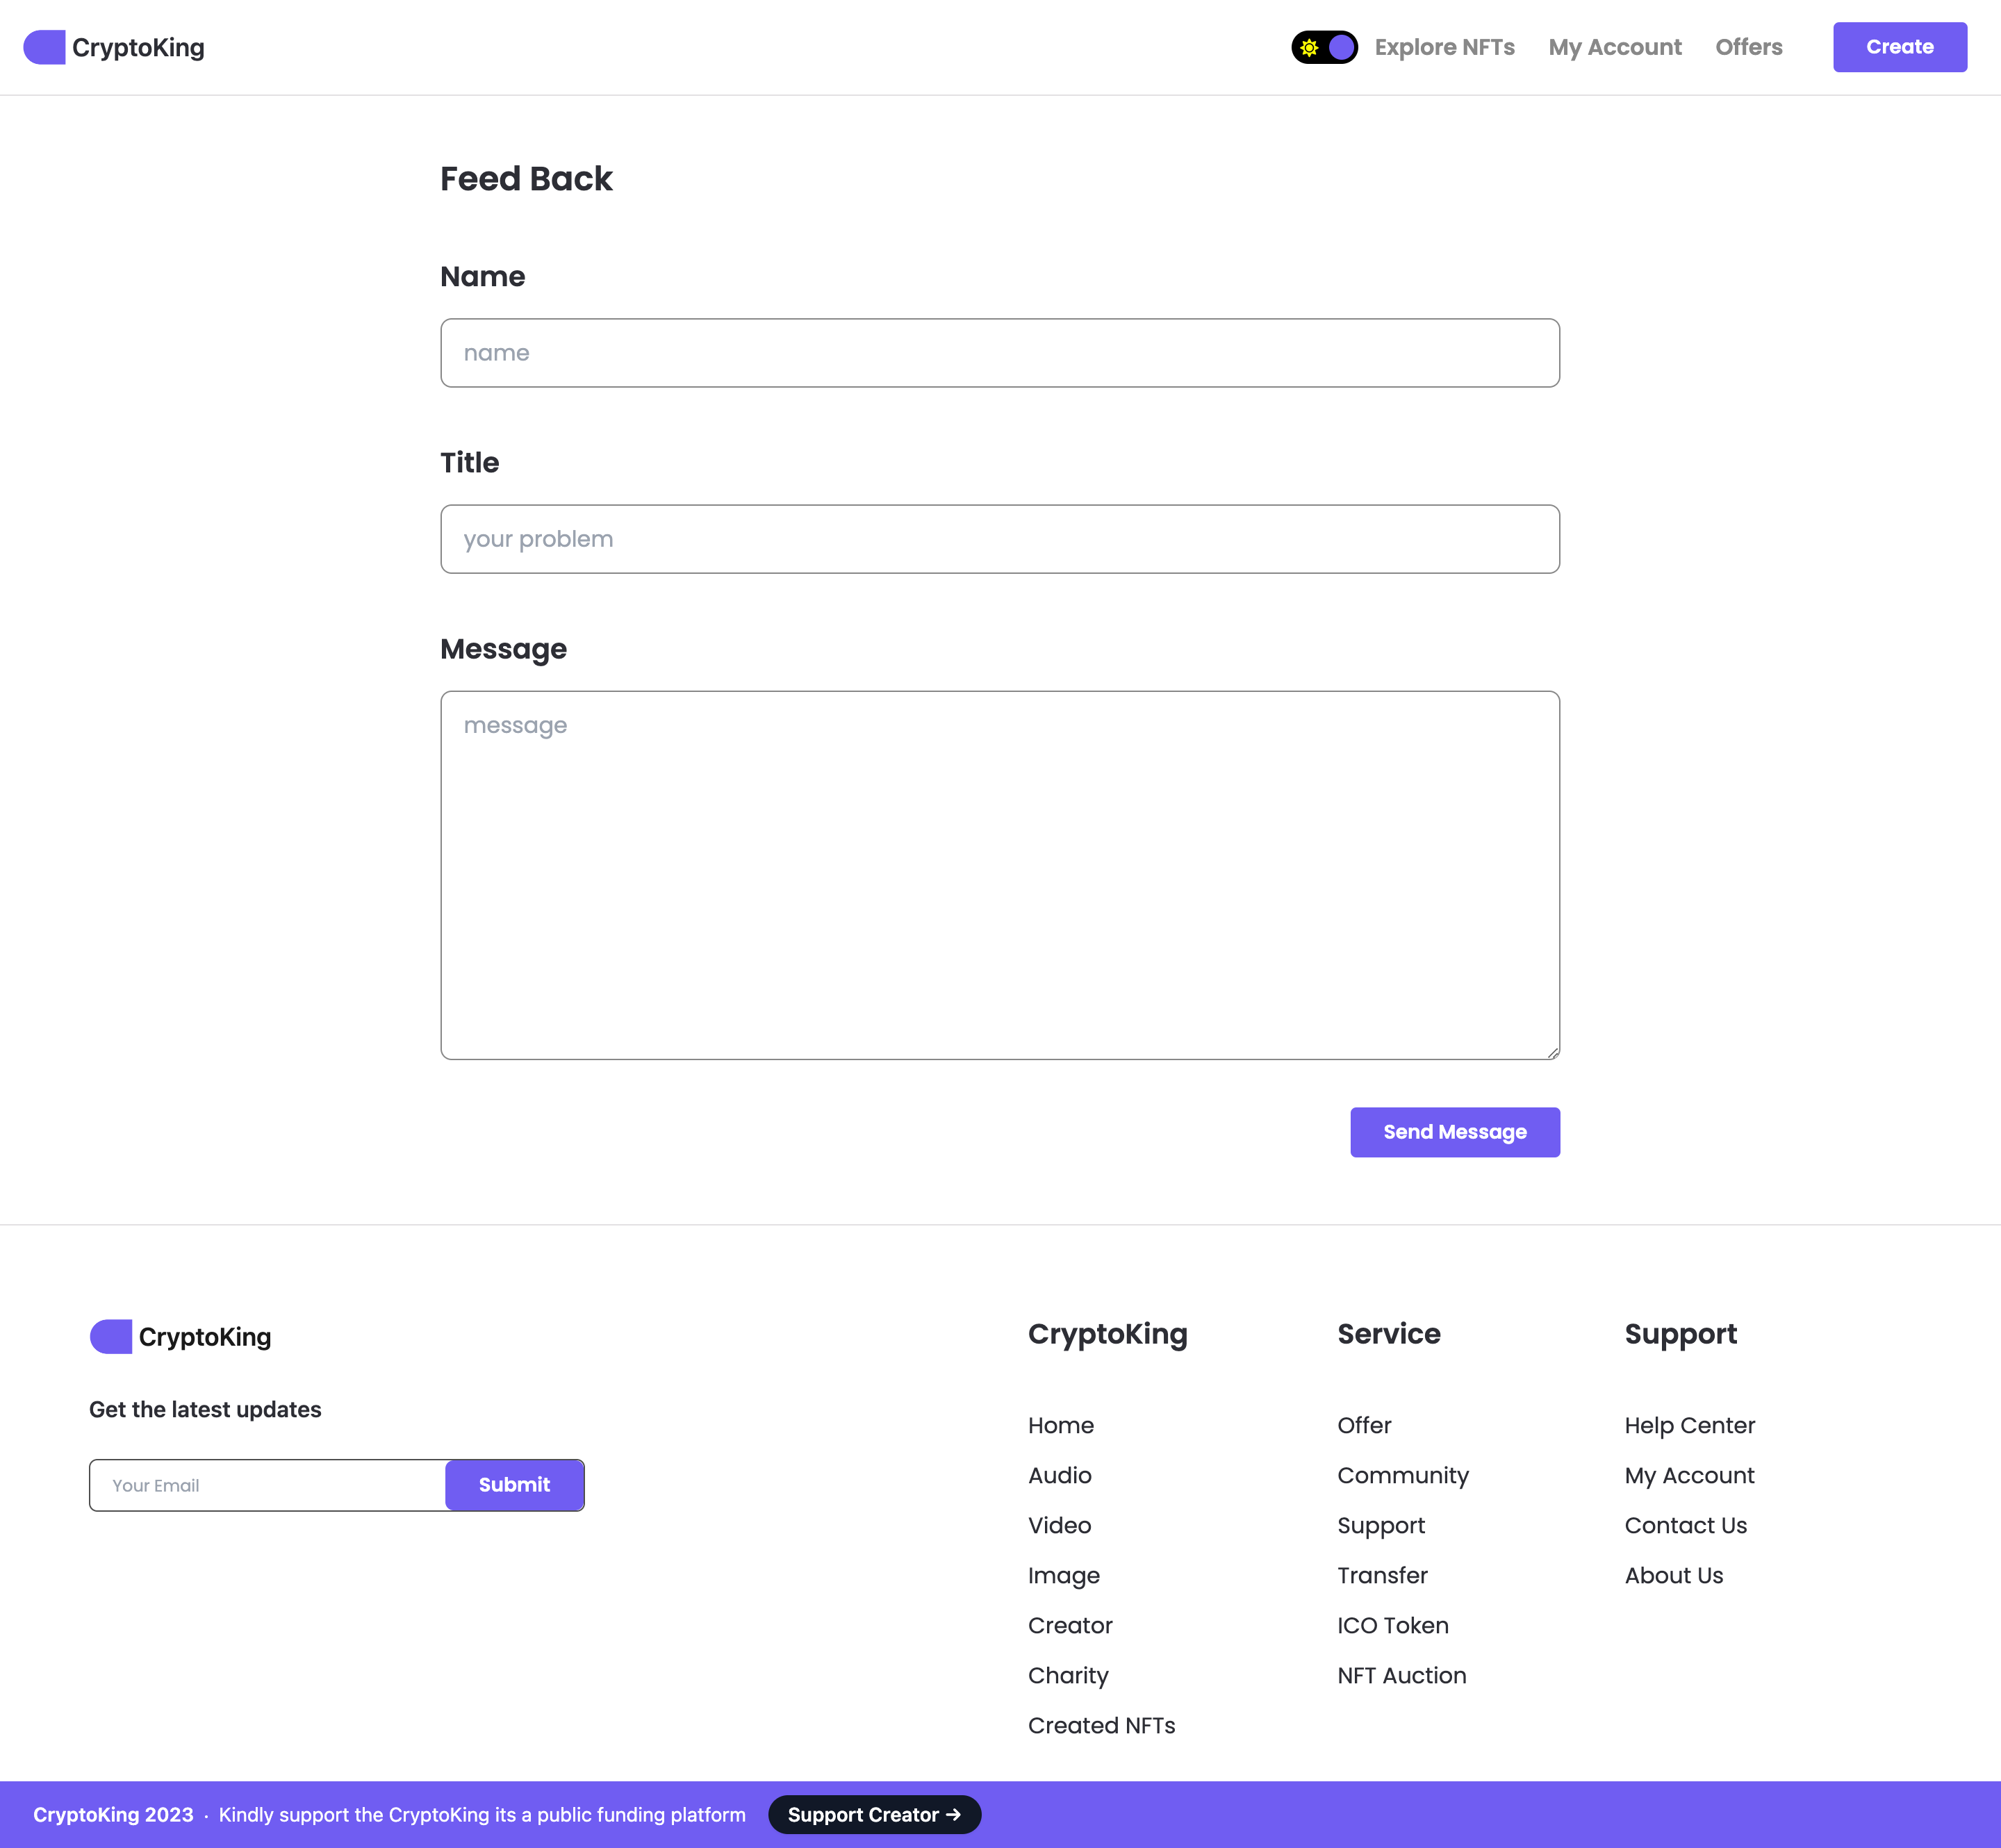 CryptoKing
Explore NFTs
My Account
Offers
Create
Feed Back
Name
name
Title
your problem
Message
message
Send Message
CryptoKing
Get the latest updates
Your Email
Submit
CryptoKing
Home
Audio
Video
Image
Creator
Charity
Created NFTs
Service
Offer
Community
Support
Transfer
ICO Token
NFT Auction
Support
Help Center
My Account
Contact Us
About Us
CryptoKing 2023 · Kindly support the CryptoKing its a public funding platform
Support Creator →